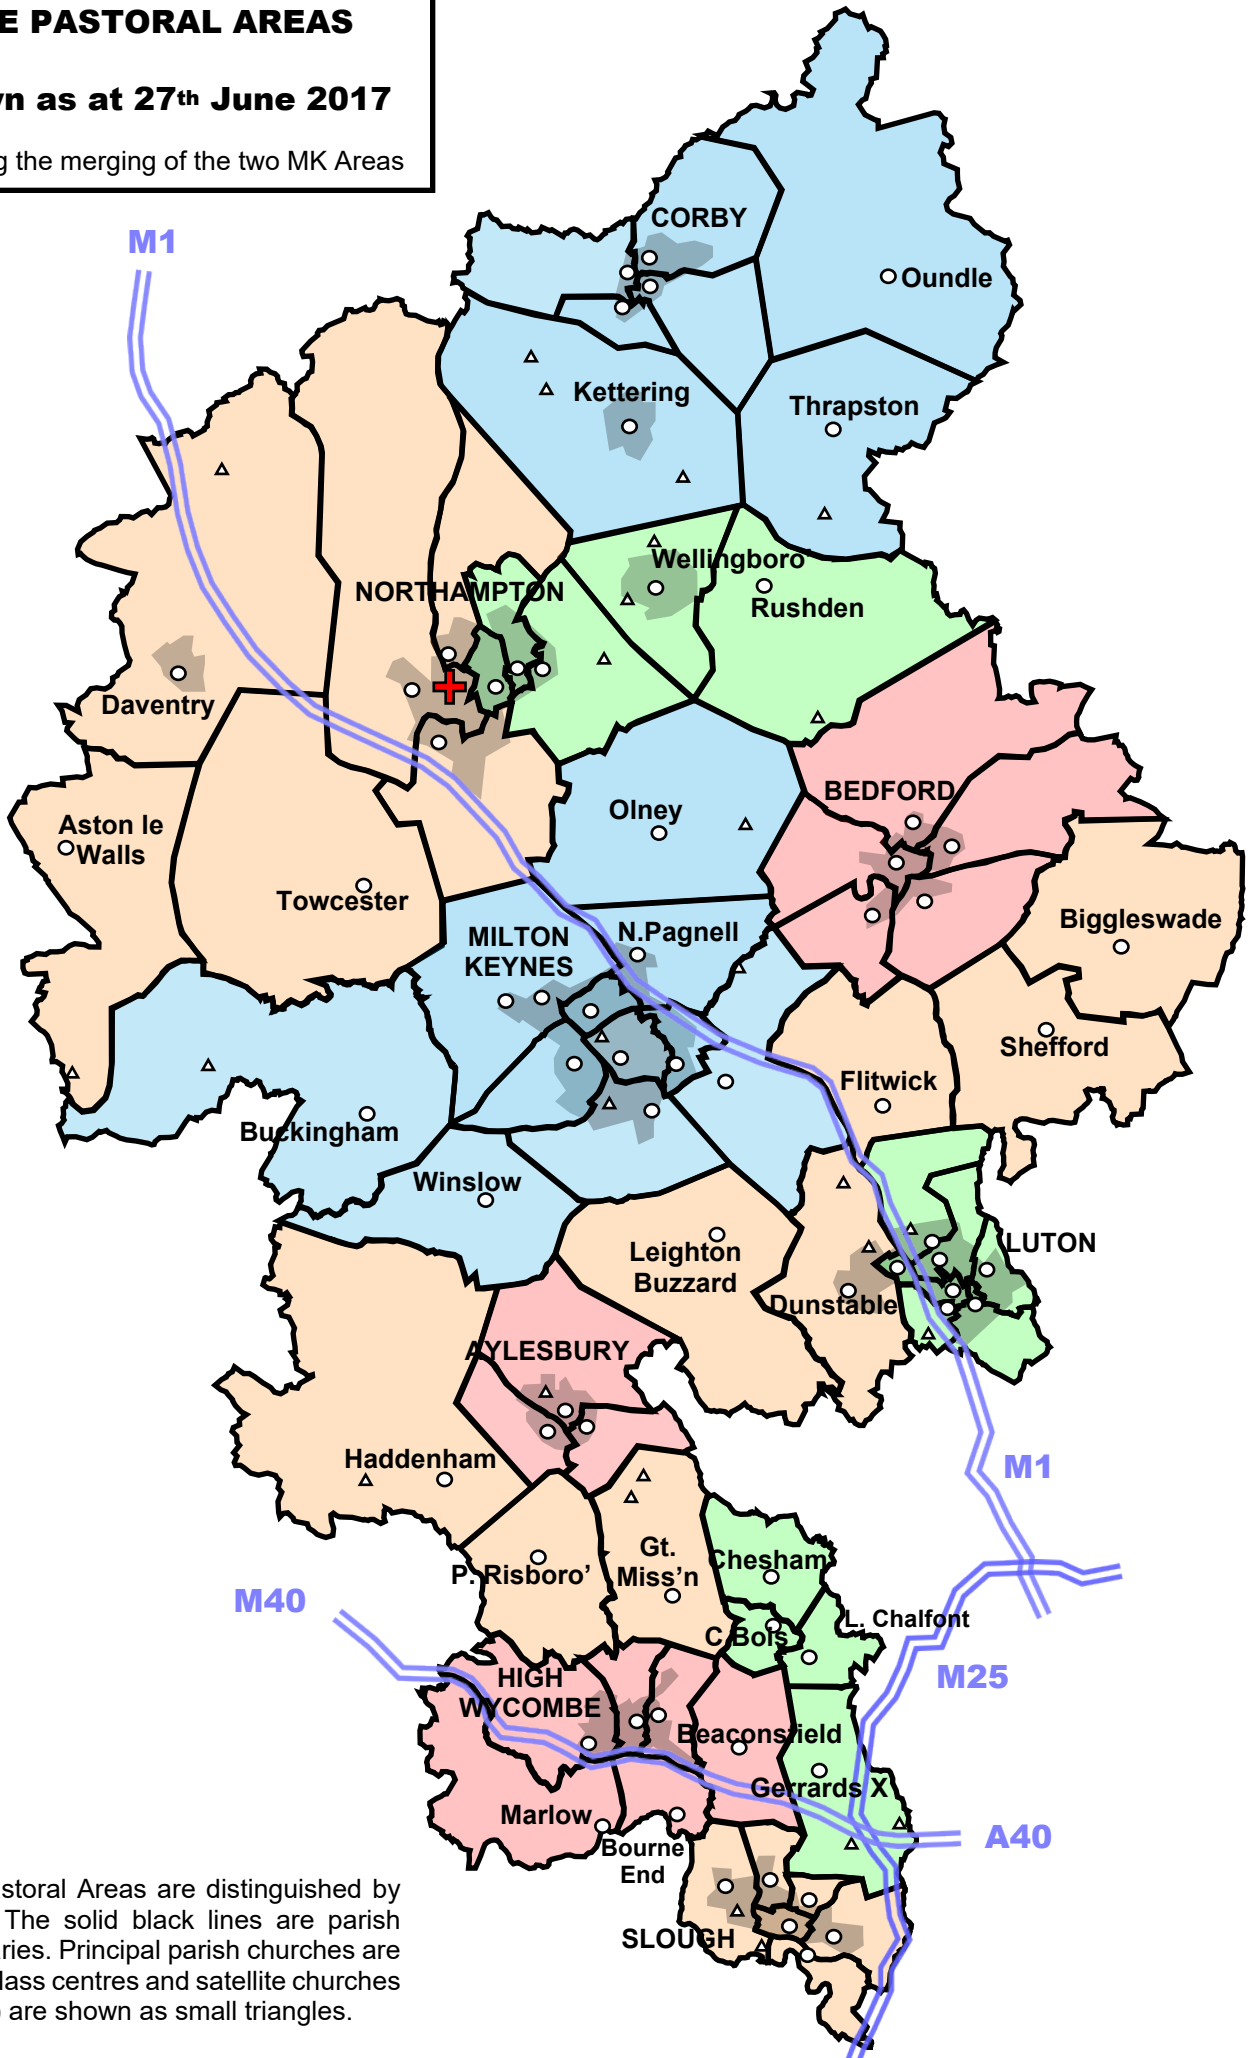 E PASTORAL AREAS
n as at 27th June 2017
g the merging of the two MK Areas
M1
CORBY
Oundle
Kettering
Thrapston
Wellingboro'
NORTHAMPTON
Rushden
Daventry
BEDFORD
Olney
Aston le
Walls
Towcester
Biggleswade
N.Pagnell
MILTON
KEYNES
Shefford
Flitwick
Buckingham
Winslow
LUTON
Leighton
Buzzard
Dunstable
AYLESBURY
Haddenham
M1
Gt.
Miss'n
Chesham
P. Risboro’
M40
L. Chalfont
C.Bois
M25
HIGH
WYCOMBE
Beaconsfield
Gerrards X
Marlow
A40
Bourne
End
SLOUGH
storal Areas are distinguished by
The solid black lines are parish
ries. Principal parish churches are
lass centres and satellite churches
) are shown as small triangles.